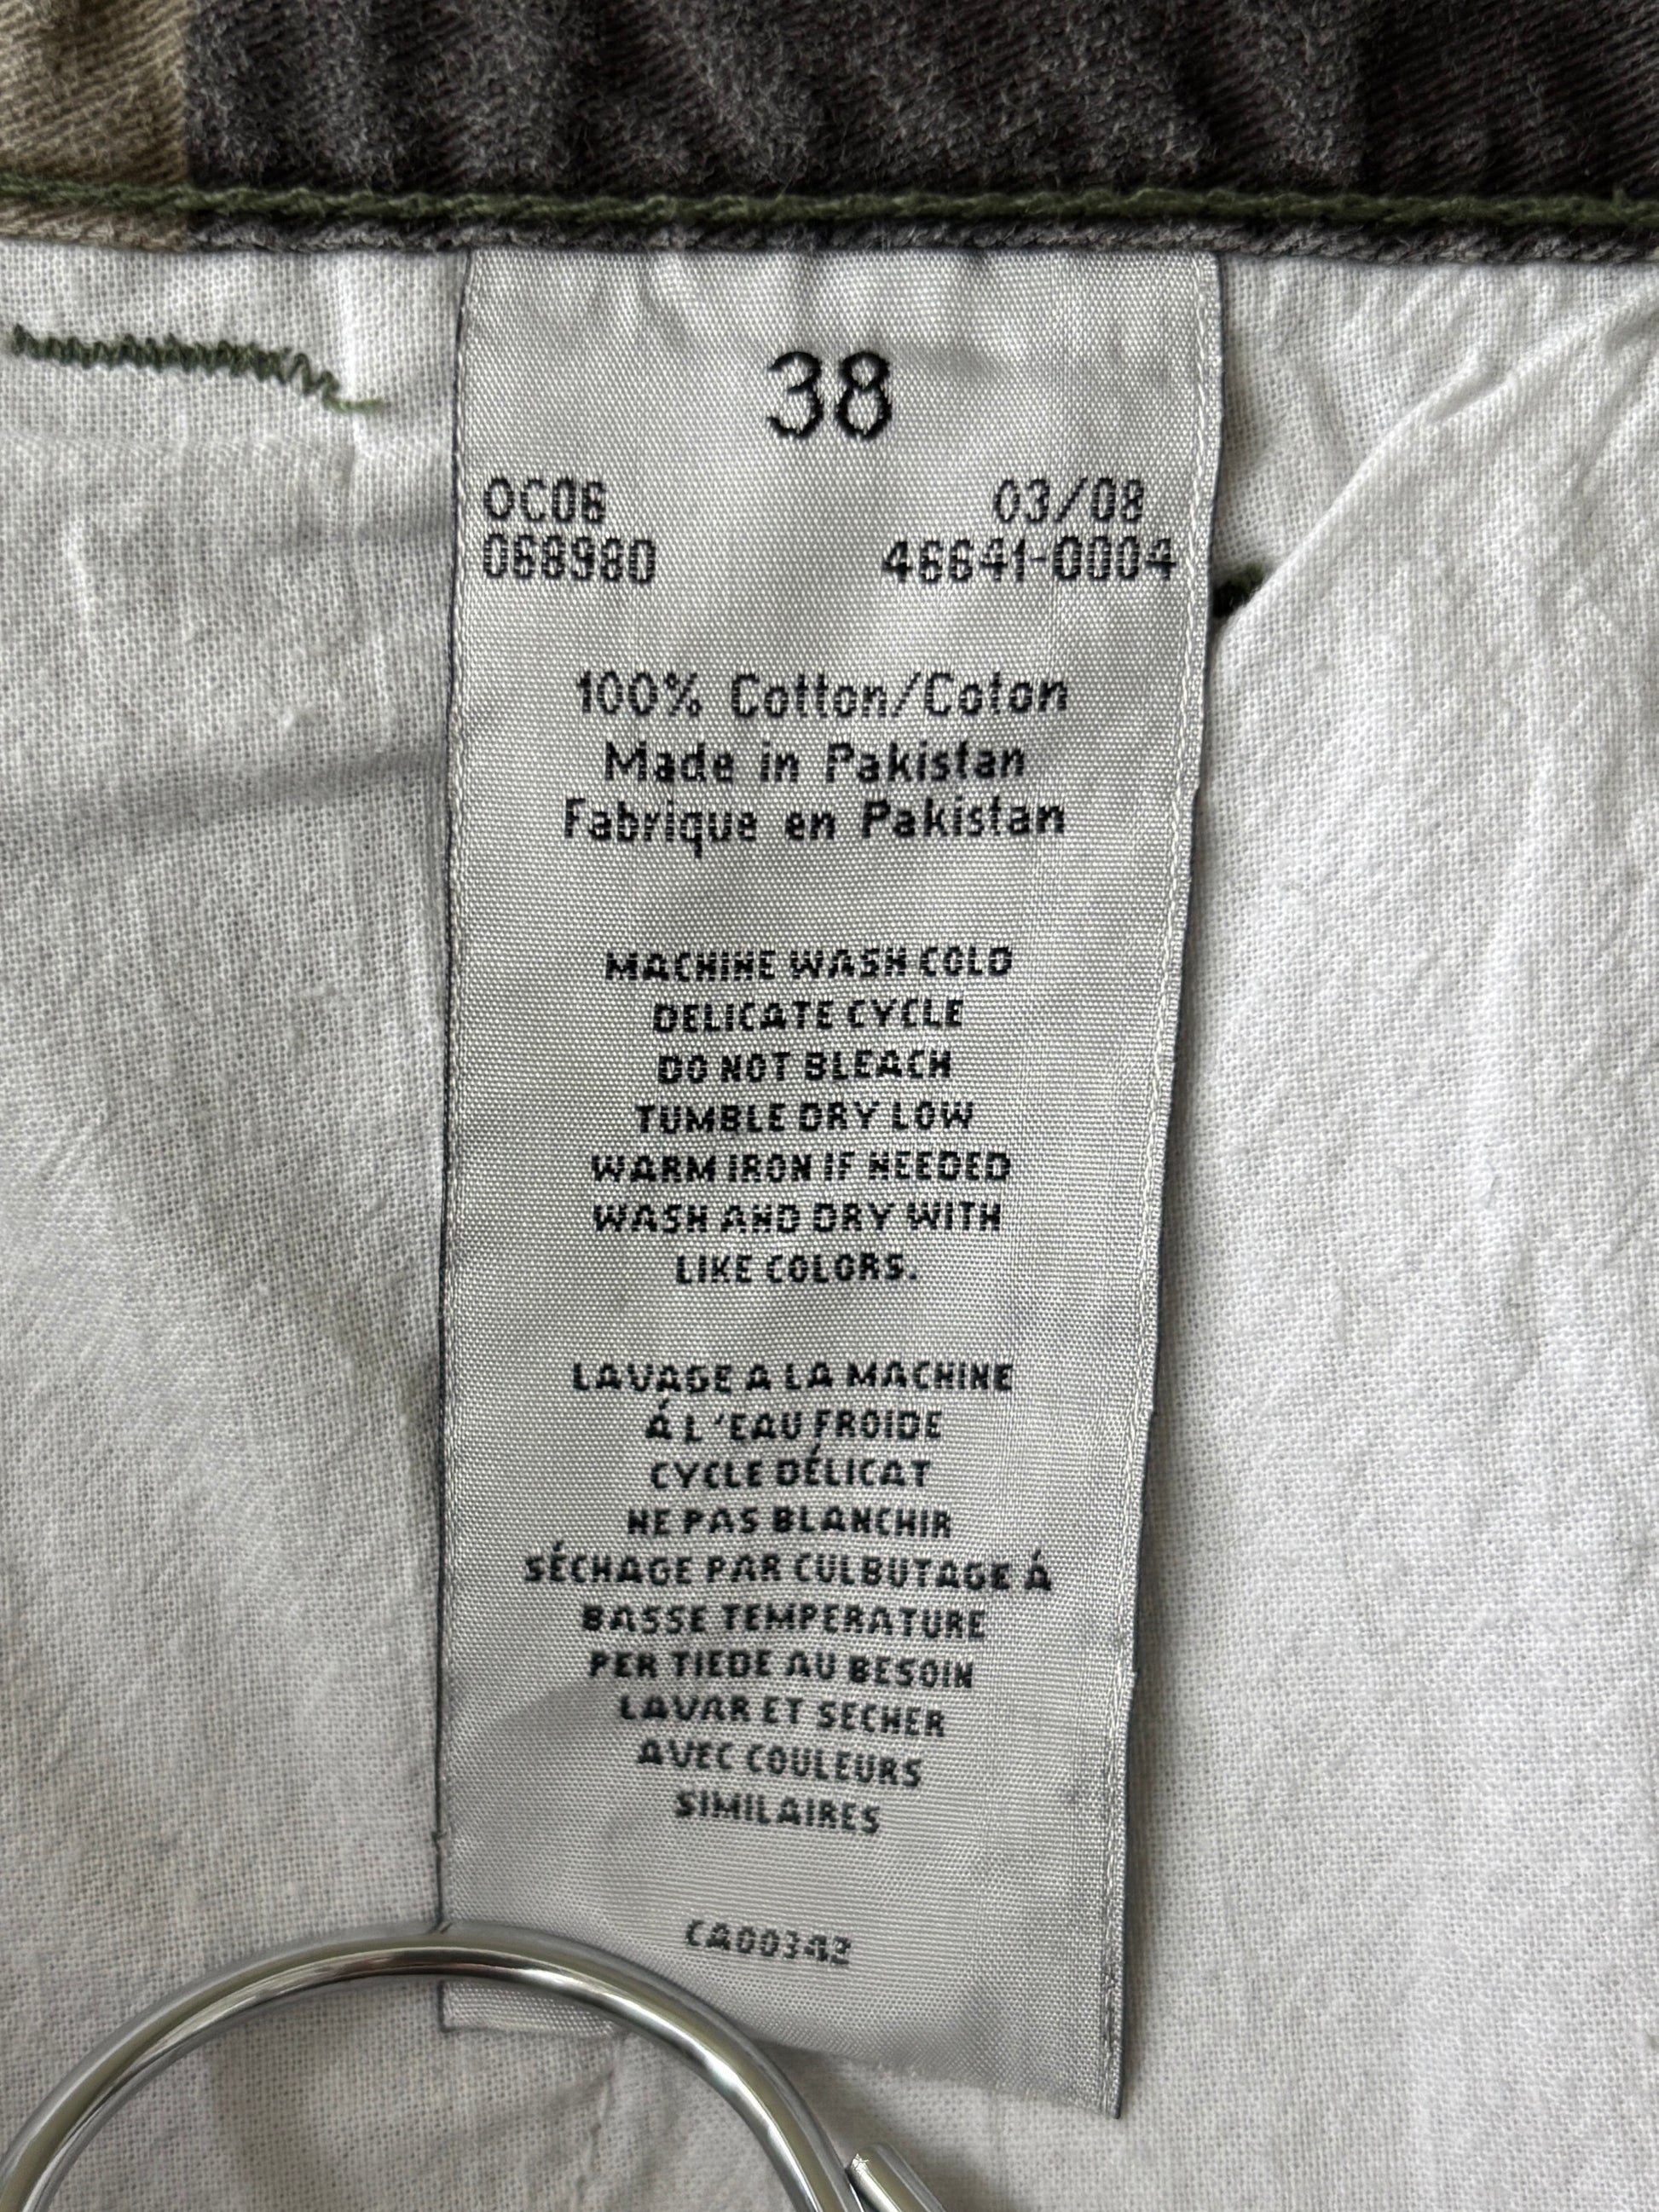 38
OC06 03/08
068980 46641-0004
100% Cotton/Coton
Made in Pakistan
Fabrique en Pakistan
MACHINE WASH COLD
DELICATE CYCLE
DO NOT BLEACH
TUMBLE DRY LOW
WARM IRON IF NEEDED
WASH AND DRY WITH
LIKE COLORS.
LAVAGE A LA MACHINE
Á L'EAU FROIDE
CYCLE DÉLICAT
NE PAS BLANCHIR
SÉCHAGE PAR CULBUTAGE Á
BASSE TEMPERATURE
PER TIEDE AU BESOIN
LAVAR ET SECHER
AVEC COULEURS
SIMILAIRES
CA00342